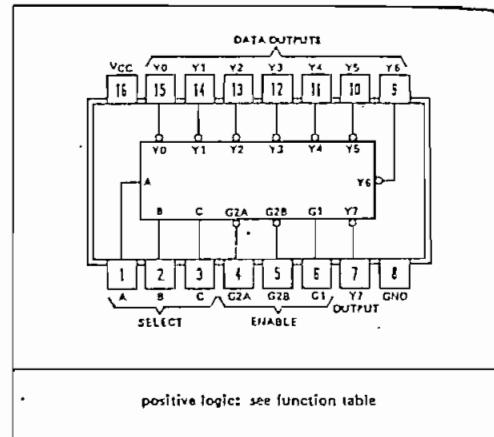 DATA OUTPUTS
VCC Y0 Y1 Y2 Y3 Y4 Y5 Y6
16 15 14 13 12 11 10 9
Y0 Y1 Y2 Y3 Y4 Y5
A Y6
B C G2A G2B G1 Y7
1 2 3 4 5 6 7 8
A B C G2A G2B G1 Y7 GND
SELECT ENABLE OUTPUT
positive logic: see function table